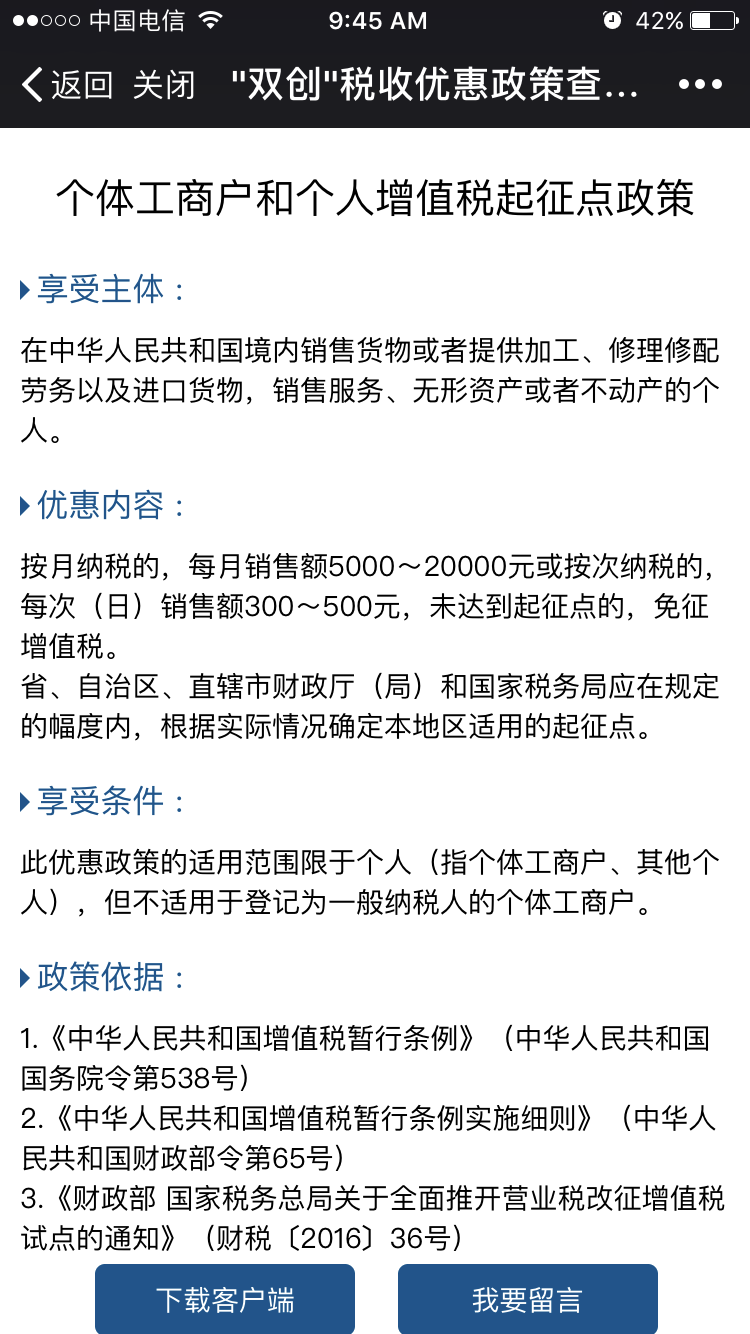 中国电信 9:45 AM 42%
返回 关闭 "双创"税收优惠政策查...
个体工商户和个人增值税起征点政策
享受主体：
在中华人民共和国境内销售货物或者提供加工、修理修配
劳务以及进口货物，销售服务、无形资产或者不动产的个
人。
优惠内容：
按月纳税的，每月销售额5000～20000元或按次纳税的，
每次（日）销售额300～500元，未达到起征点的，免征
增值税。
省、自治区、直辖市财政厅（局）和国家税务局应在规定
的幅度内，根据实际情况确定本地区适用的起征点。
享受条件：
此优惠政策的适用范围限于个人（指个体工商户、其他个
人），但不适用于登记为一般纳税人的个体工商户。
政策依据：
1.《中华人民共和国增值税暂行条例》（中华人民共和国
国务院令第538号）
2.《中华人民共和国增值税暂行条例实施细则》（中华人
民共和国财政部令第65号）
3.《财政部 国家税务总局关于全面推开营业税改征增值税
试点的通知》（财税〔2016〕36号）
下载客户端 我要留言